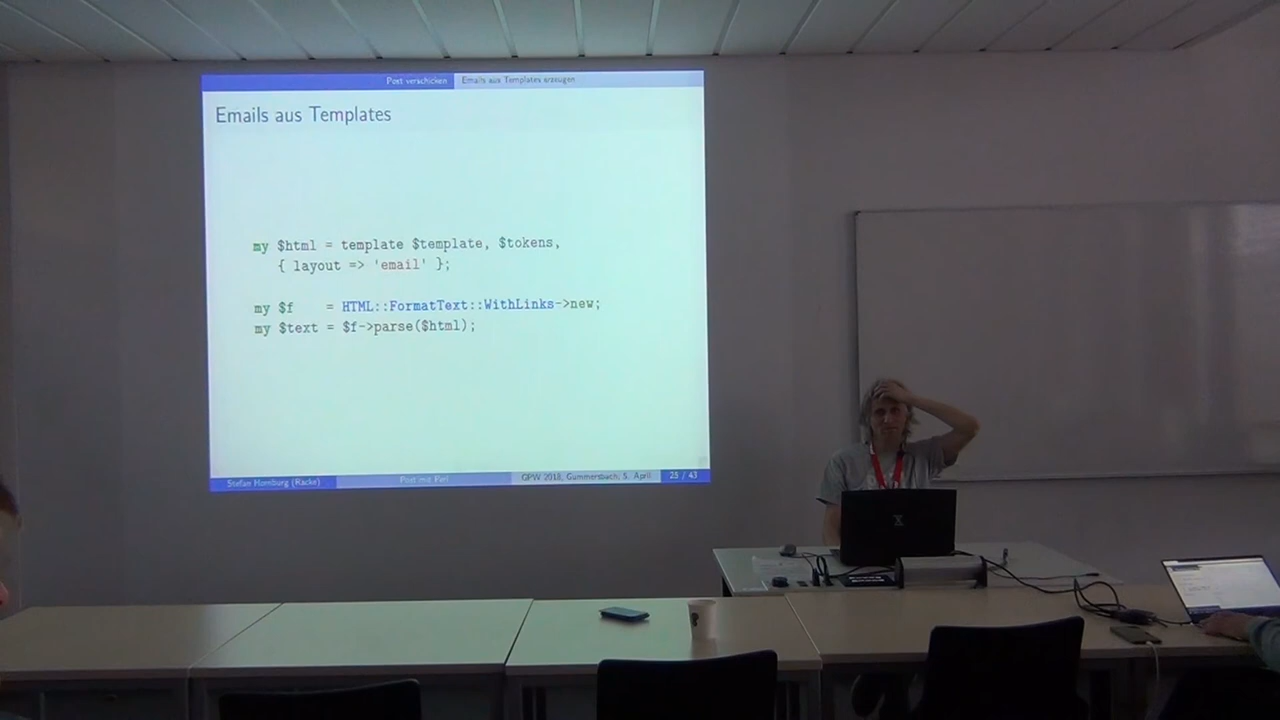 Post verschicken Emails aus Templates erzeugen
Emails aus Templates
my $html = template $template, $tokens,
{ layout => 'email' };
my $f = HTML::FormatText::WithLinks->new;
my $text = $f->parse($html);
Stefan Hornburg (Racke) Post mit Perl GPW 2018, Gummersbach, 5. April 25 / 43